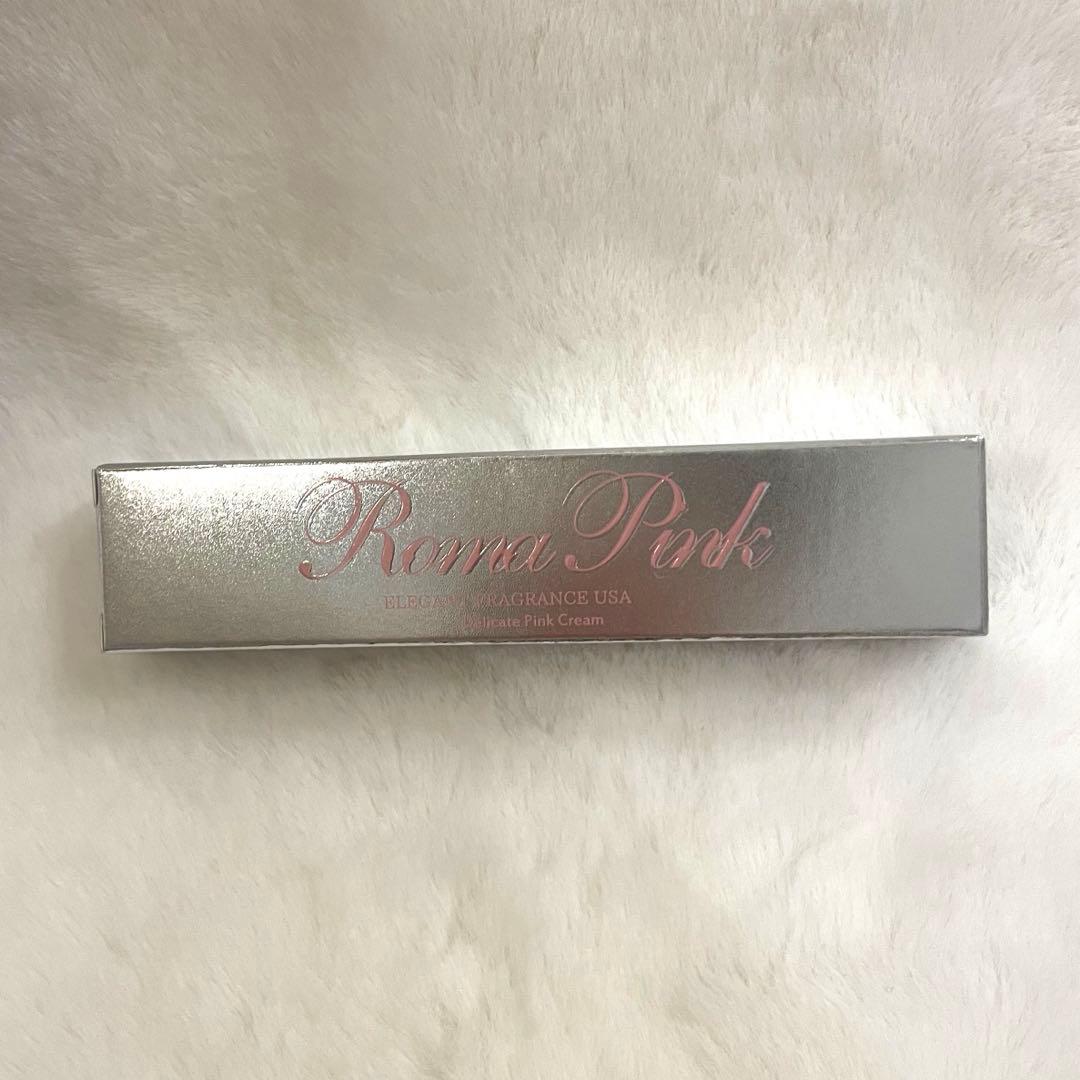 Roma Pink
ELEGANT FRAGRANCE USA
Delicate Pink Cream